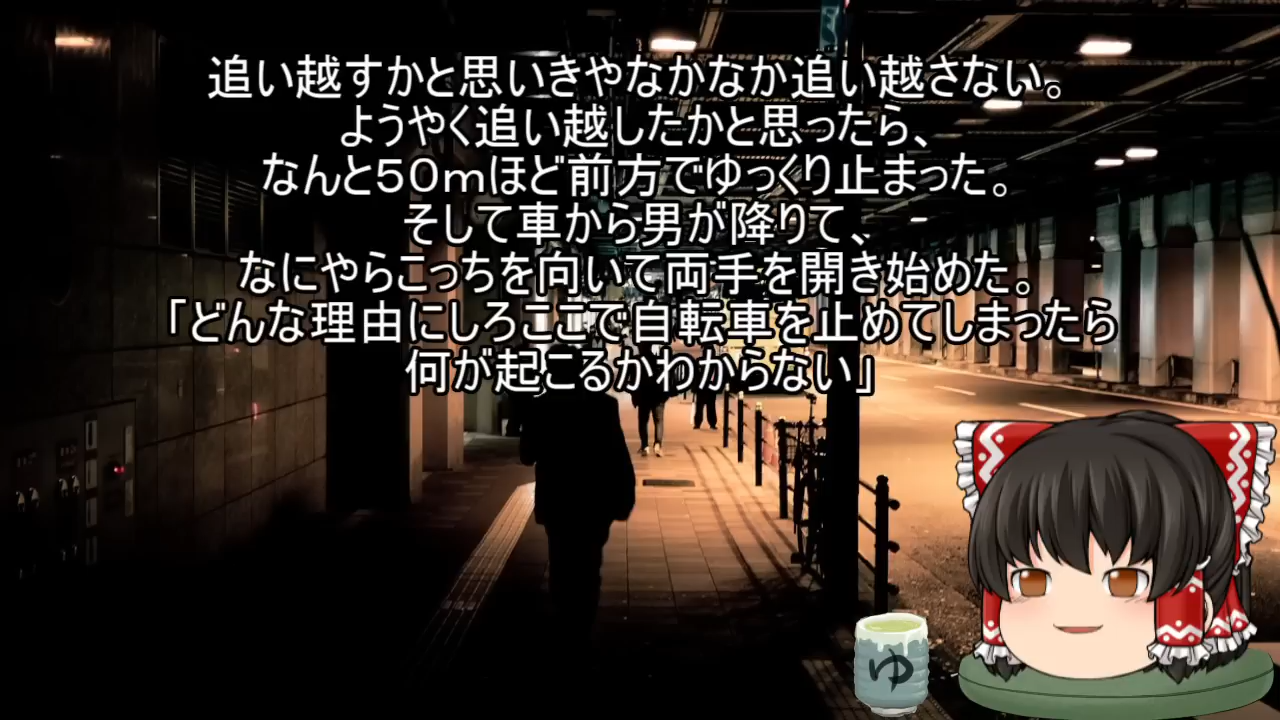 追い越すかと思いきやなかなか追い越さない。
ようやく追い越したかと思ったら、
なんと５０ｍほど前方でゆっくり止まった。
そして車から男が降りて、
なにやらこっちを向いて両手を開き始めた。
「どんな理由にしろここで自転車を止めてしまったら
何が起こるかわからない」
ゆ